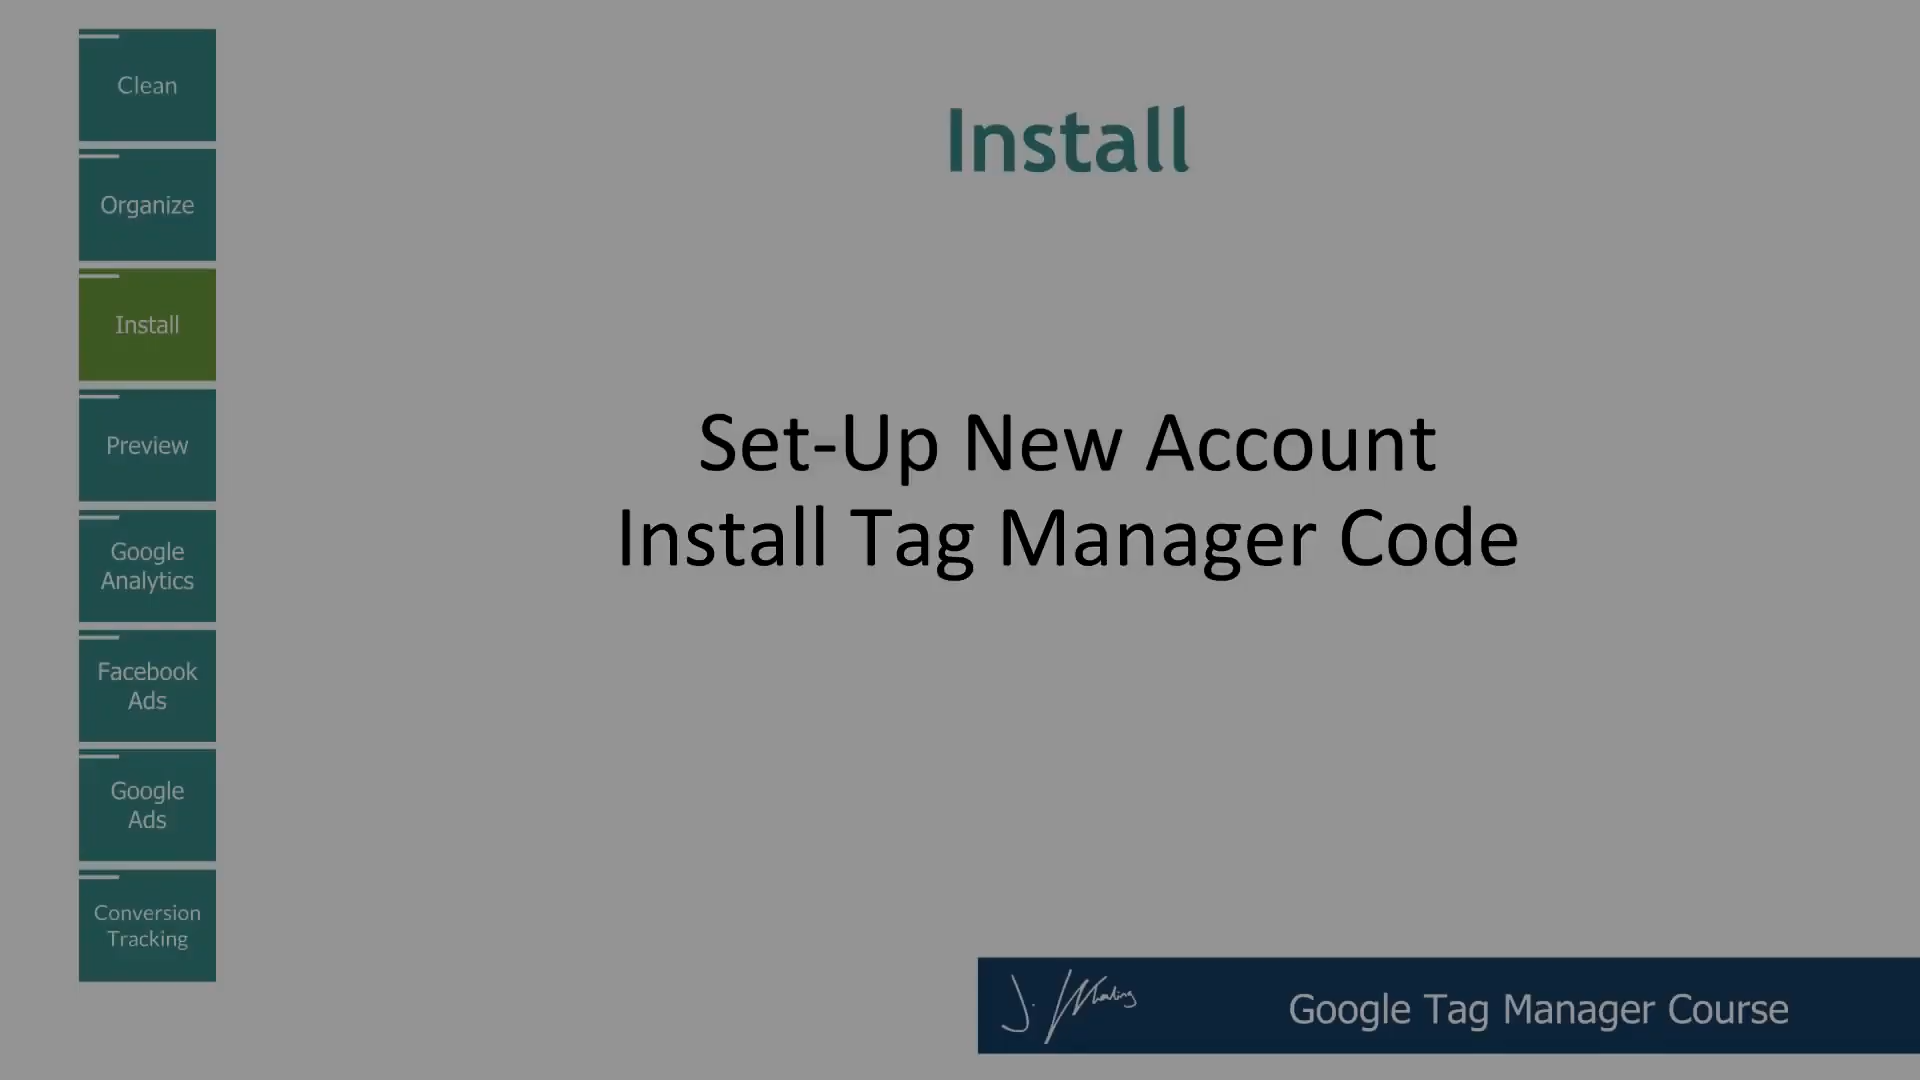 Clean
Organize
Install
Preview
Google
Analytics
Facebook
Ads
Google
Ads
Conversion
Tracking
Install
Set-Up New Account
Install Tag Manager Code
Google Tag Manager Course